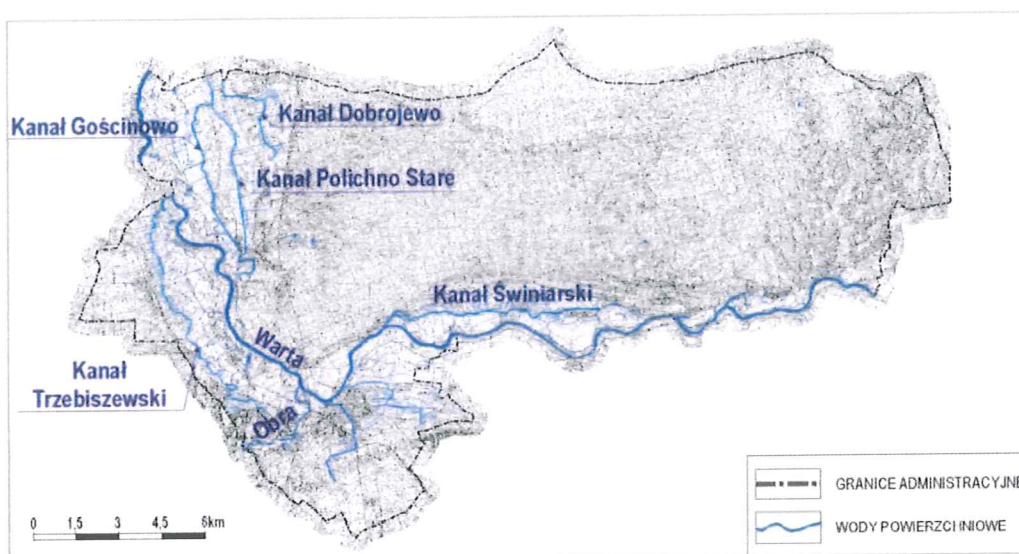 Kanał Gościnowo
Kanał Dobrojewo
Kanał Polichno Stare
Kanał Świniarski
Warta
Kanał
Trzebiszewski
Obra
0 1,5 3 4,5 6km
GRANICE ADMINISTRACYJNE
WODY POWIERZCHNIOWE